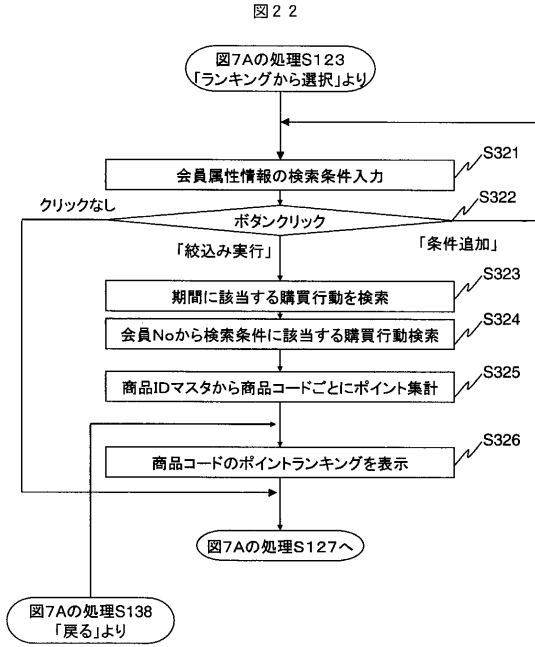 図22
図7Aの処理S123
「ランキングから選択」より
S321
会員属性情報の検索条件入力
クリックなし
S322
ボタンクリック
「絞込み実行」
「条件追加」
S323
期間に該当する購買行動を検索
S324
会員Noから検索条件に該当する購買行動検索
S325
商品IDマスタから商品コードごとにポイント集計
S326
商品コードのポイントランキングを表示
図7Aの処理S127へ
図7Aの処理S138
「戻る」より